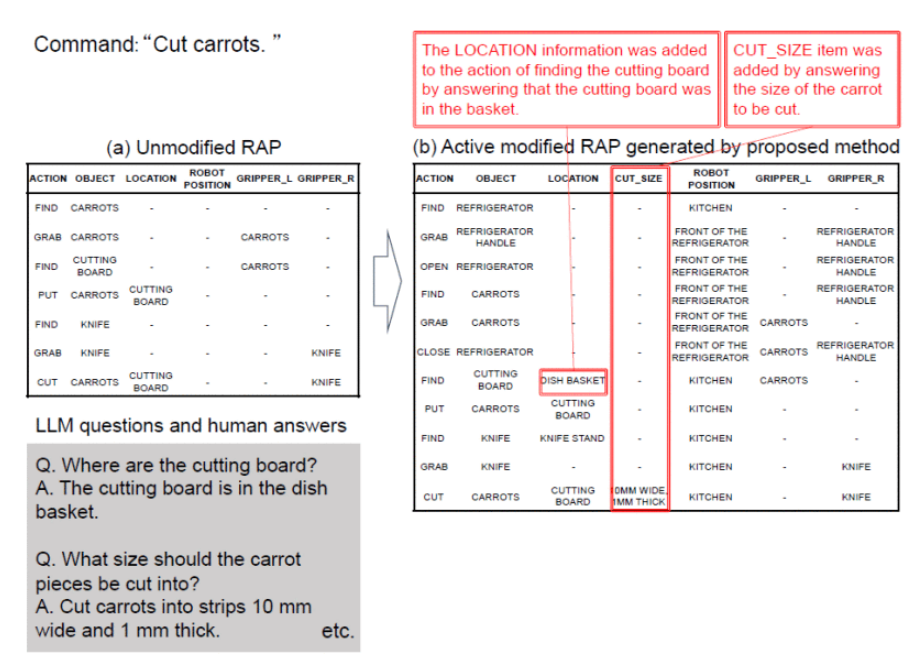 Command: “Cut carrots. ”
The LOCATION information was added
to the action of finding the cutting board
by answering that the cutting board was
in the basket.
CUT_SIZE item was
added by answering
the size of the carrot
to be cut.
(a) Unmodified RAP
ACTION OBJECT LOCATION ROBOT POSITION GRIPPER_L GRIPPER_R
FIND CARROTS - - - -
GRAB CARROTS - - CARROTS -
FIND CUTTING BOARD - - CARROTS -
PUT CARROTS CUTTING BOARD - - -
FIND KNIFE - - - -
GRAB KNIFE - - - KNIFE
CUT CARROTS CUTTING BOARD - - KNIFE
LLM questions and human answers
Q. Where are the cutting board?
A. The cutting board is in the dish
basket.
Q. What size should the carrot
pieces be cut into?
A. Cut carrots into strips 10 mm
wide and 1 mm thick. etc.
(b) Active modified RAP generated by proposed method
ACTION OBJECT LOCATION CUT_SIZE ROBOT POSITION GRIPPER_L GRIPPER_R
FIND REFRIGERATOR - - KITCHEN - -
GRAB REFRIGERATOR HANDLE - - FRONT OF THE REFRIGERATOR - REFRIGERATOR HANDLE
OPEN REFRIGERATOR - - FRONT OF THE REFRIGERATOR - REFRIGERATOR HANDLE
FIND CARROTS - - FRONT OF THE REFRIGERATOR - REFRIGERATOR HANDLE
GRAB CARROTS - - FRONT OF THE REFRIGERATOR CARROTS -
CLOSE REFRIGERATOR - - FRONT OF THE REFRIGERATOR CARROTS REFRIGERATOR HANDLE
FIND CUTTING BOARD DISH BASKET - KITCHEN CARROTS -
PUT CARROTS CUTTING BOARD - KITCHEN - -
FIND KNIFE KNIFE STAND - KITCHEN - -
GRAB KNIFE - - KITCHEN - KNIFE
CUT CARROTS CUTTING BOARD 10MM WIDE, 1MM THICK KITCHEN - KNIFE